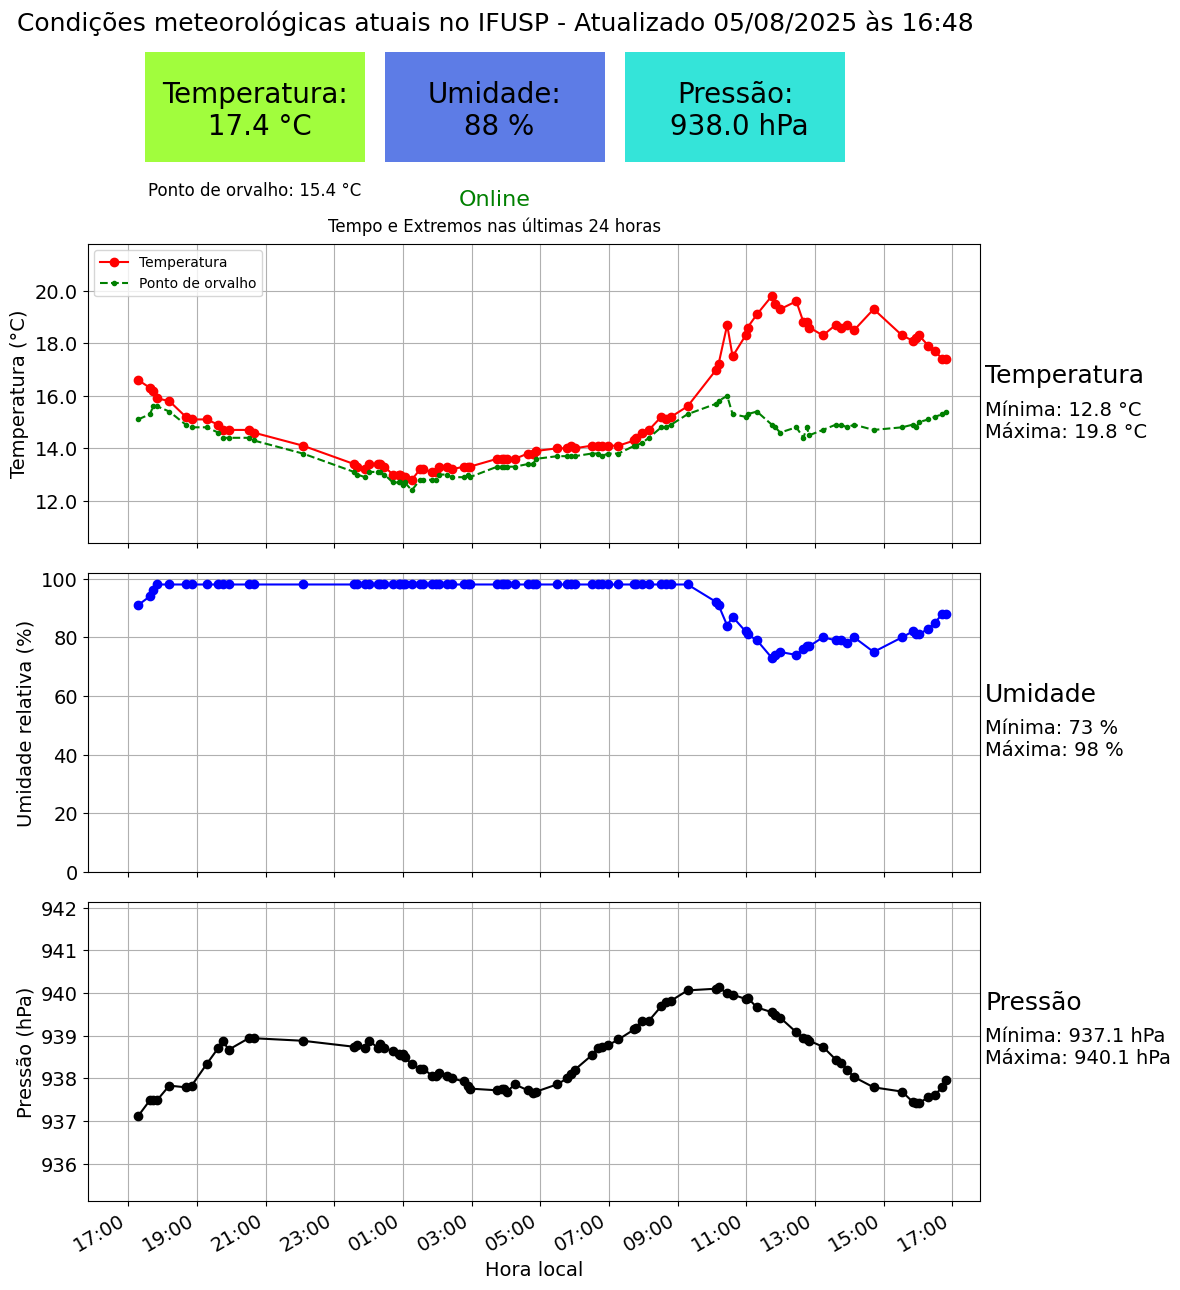 Condições meteorológicas atuais no IFUSP - Atualizado 05/08/2025 às 16:48
Temperatura:
17.4 °C
Umidade:
88 %
Pressão:
938.0 hPa
Ponto de orvalho: 15.4 °C
Online
Tempo e Extremos nas últimas 24 horas
Temperatura
Ponto de orvalho
Temperatura (°C)
20.0
18.0
16.0
14.0
12.0
Temperatura
Mínima: 12.8 °C
Máxima: 19.8 °C
Umidade relativa (%)
100
80
60
40
20
0
Umidade
Mínima: 73 %
Máxima: 98 %
Pressão (hPa)
942
941
940
939
938
937
936
Pressão
Mínima: 937.1 hPa
Máxima: 940.1 hPa
17:00 19:00 21:00 23:00 01:00 03:00 05:00 07:00 09:00 11:00 13:00 15:00 17:00
Hora local